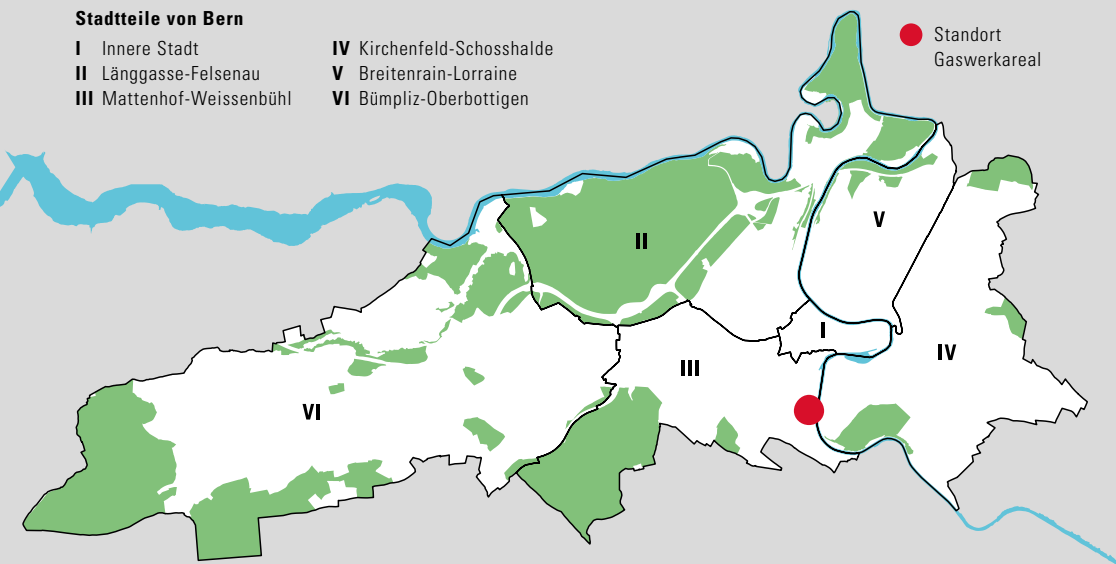 Stadtteile von Bern
I Innere Stadt
II Länggasse-Felsenau
III Mattenhof-Weissenbühl
IV Kirchenfeld-Schosshalde
V Breitenrain-Lorraine
VI Bümpliz-Oberbottigen
Standort
Gaswerkareal
II
V
I
IV
III
VI